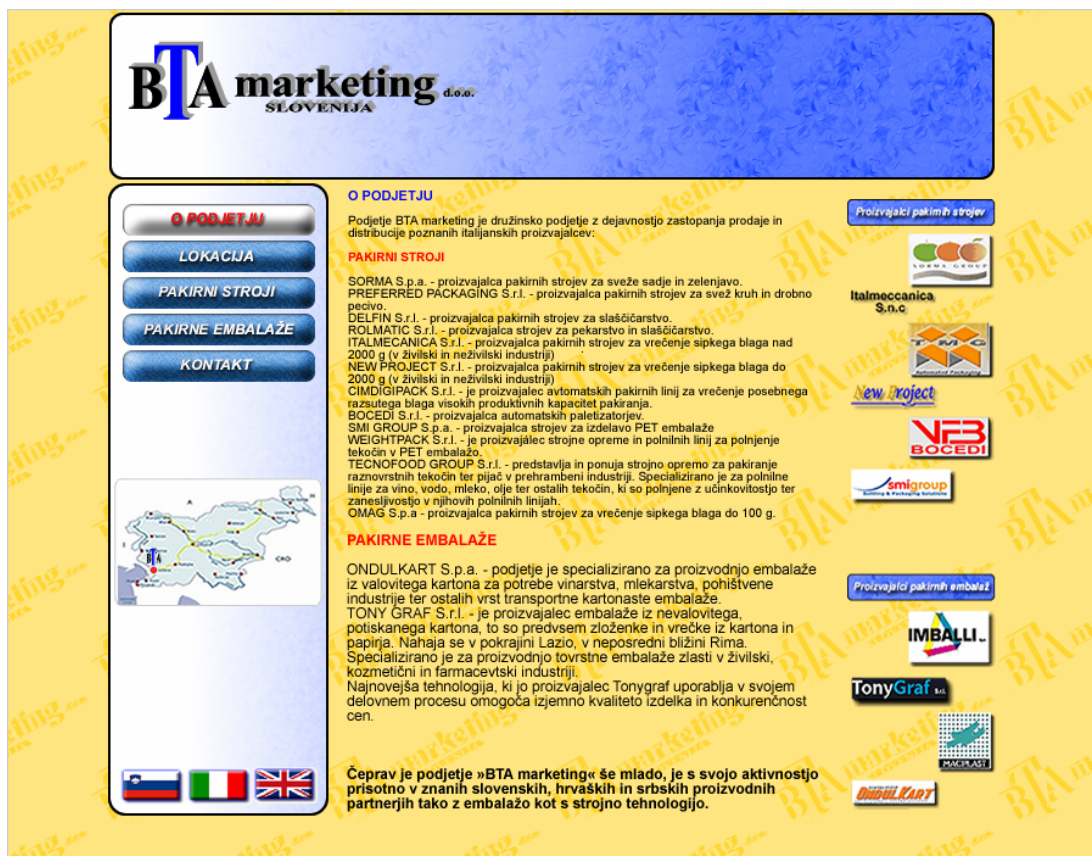 BTA marketing d.o.o.
SLOVENIJA
O PODJETJU
LOKACIJA
PAKIRNI STROJI
PAKIRNE EMBALAŽE
KONTAKT
A
H
I
CRO
BTA
O PODJETJU
Podjetje BTA marketing je družinsko podjetje z dejavnostjo zastopanja prodaje in
distribucije poznanih italijanskih proizvajalcev:
PAKIRNI STROJI
SORMA S.p.a. - proizvajalca pakirnih strojev za sveže sadje in zelenjavo.
PREFERRED PACKAGING S.r.l. - proizvajalca pakirnih strojev za svež kruh in drobno
pecivo.
DELFIN S.r.l. - proizvajalca pakirnih strojev za slaščičarstvo.
ROLMATIC S.r.l. - proizvajalca strojev za pekarstvo in slaščičarstvo.
ITALMECANICA S.r.l. - proizvajalca pakirnih strojev za vrečenje sipkega blaga nad
2000 g (v živilski in neživilski industriji)
NEW PROJECT S.r.l. - proizvajalca pakirnih strojev za vrečenje sipkega blaga do
2000 g (v živilski in neživilski industriji)
CIMDIGIPACK S.r.l. - je proizvajalec avtomatskih pakirnih linij za vrečenje posebnega
razsutega blaga visokih produktivnih kapacitet pakiranja.
BOCEDI S.r.l. - proizvajalca automatskih paletizatorjev.
SMI GROUP S.p.a. - proizvajalca strojev za izdelavo PET embalaže
WEIGHTPACK S.r.l. - je proizvajalec strojne opreme in polnilnih linij za polnjenje
tekočin v PET embalažo.
TECNOFOOD GROUP S.r.l. - predstavlja in ponuja strojno opremo za pakiranje
raznovrstnih tekočin ter pijač v prehrambeni industriji. Specializirano je za polnilne
linije za vino, vodo, mleko, olje ter ostalih tekočin, ki so polnjene z učinkovitostjo ter
zanesljivostjo v njihovih polnilnih linijah.
OMAG S.p.a - proizvajalca pakirnih strojev za vrečenje sipkega blaga do 100 g.
PAKIRNE EMBALAŽE
ONDULKART S.p.a. - podjetje je specializirano za proizvodnjo embalaže
iz valovitega kartona za potrebe vinarstva, mlekarstva, pohištvene
industrije ter ostalih vrst transportne kartonaste embalaže.
TONY GRAF S.r.l. - je proizvajalec embalaže iz nevalovitega,
potiskanega kartona, to so predvsem zloženke in vrečke iz kartona in
papirja. Nahaja se v pokrajini Lazio, v neposredni bližini Rima.
Specializirano je za proizvodnjo tovrstne embalaže zlasti v živilski,
kozmetični in farmacevtski industriji.
Najnovejša tehnologija, ki jo proizvajalec Tonygraf uporablja v svojem
delovnem procesu omogoča izjemno kvaliteto izdelka in konkurenčnost
cen.
Čeprav je podjetje »BTA marketing« še mlado, je s svojo aktivnostjo
prisotno v znanih slovenskih, hrvaških in srbskih proizvodnih
partnerjih tako z embalažo kot s strojno tehnologijo.
Proizvajalci pakirnih strojev
SORMA GROUP
Italmeccanica
S.n.c
TMG
Automated Packaging
New Project
VFB
BOCEDI
smigroup
Bottling & Packaging Solutions
Proizvajalci pakirnih embalaž
IMBALLI
TonyGraf s.r.l.
MACIPLAST
ONDULKART